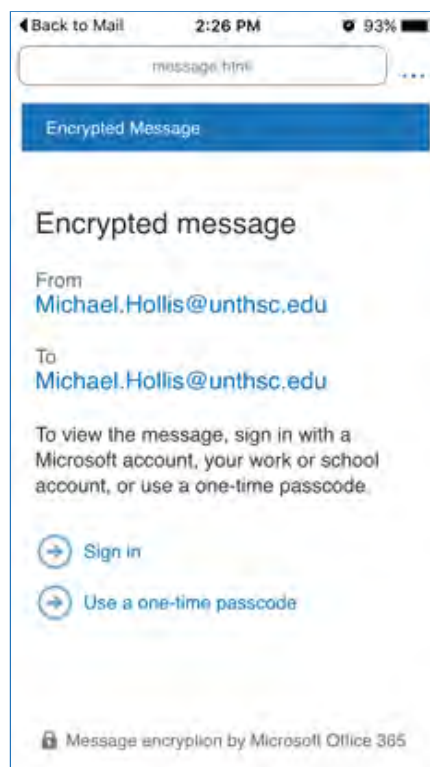 Back to Mail 2:26 PM 93%
message.html ...
Encrypted Message
Encrypted message
From
Michael.Hollis@unthsc.edu
To
Michael.Hollis@unthsc.edu
To view the message, sign in with a
Microsoft account, your work or school
account, or use a one-time passcode.
Sign in
Use a one-time passcode
Message encryption by Microsoft Office 365